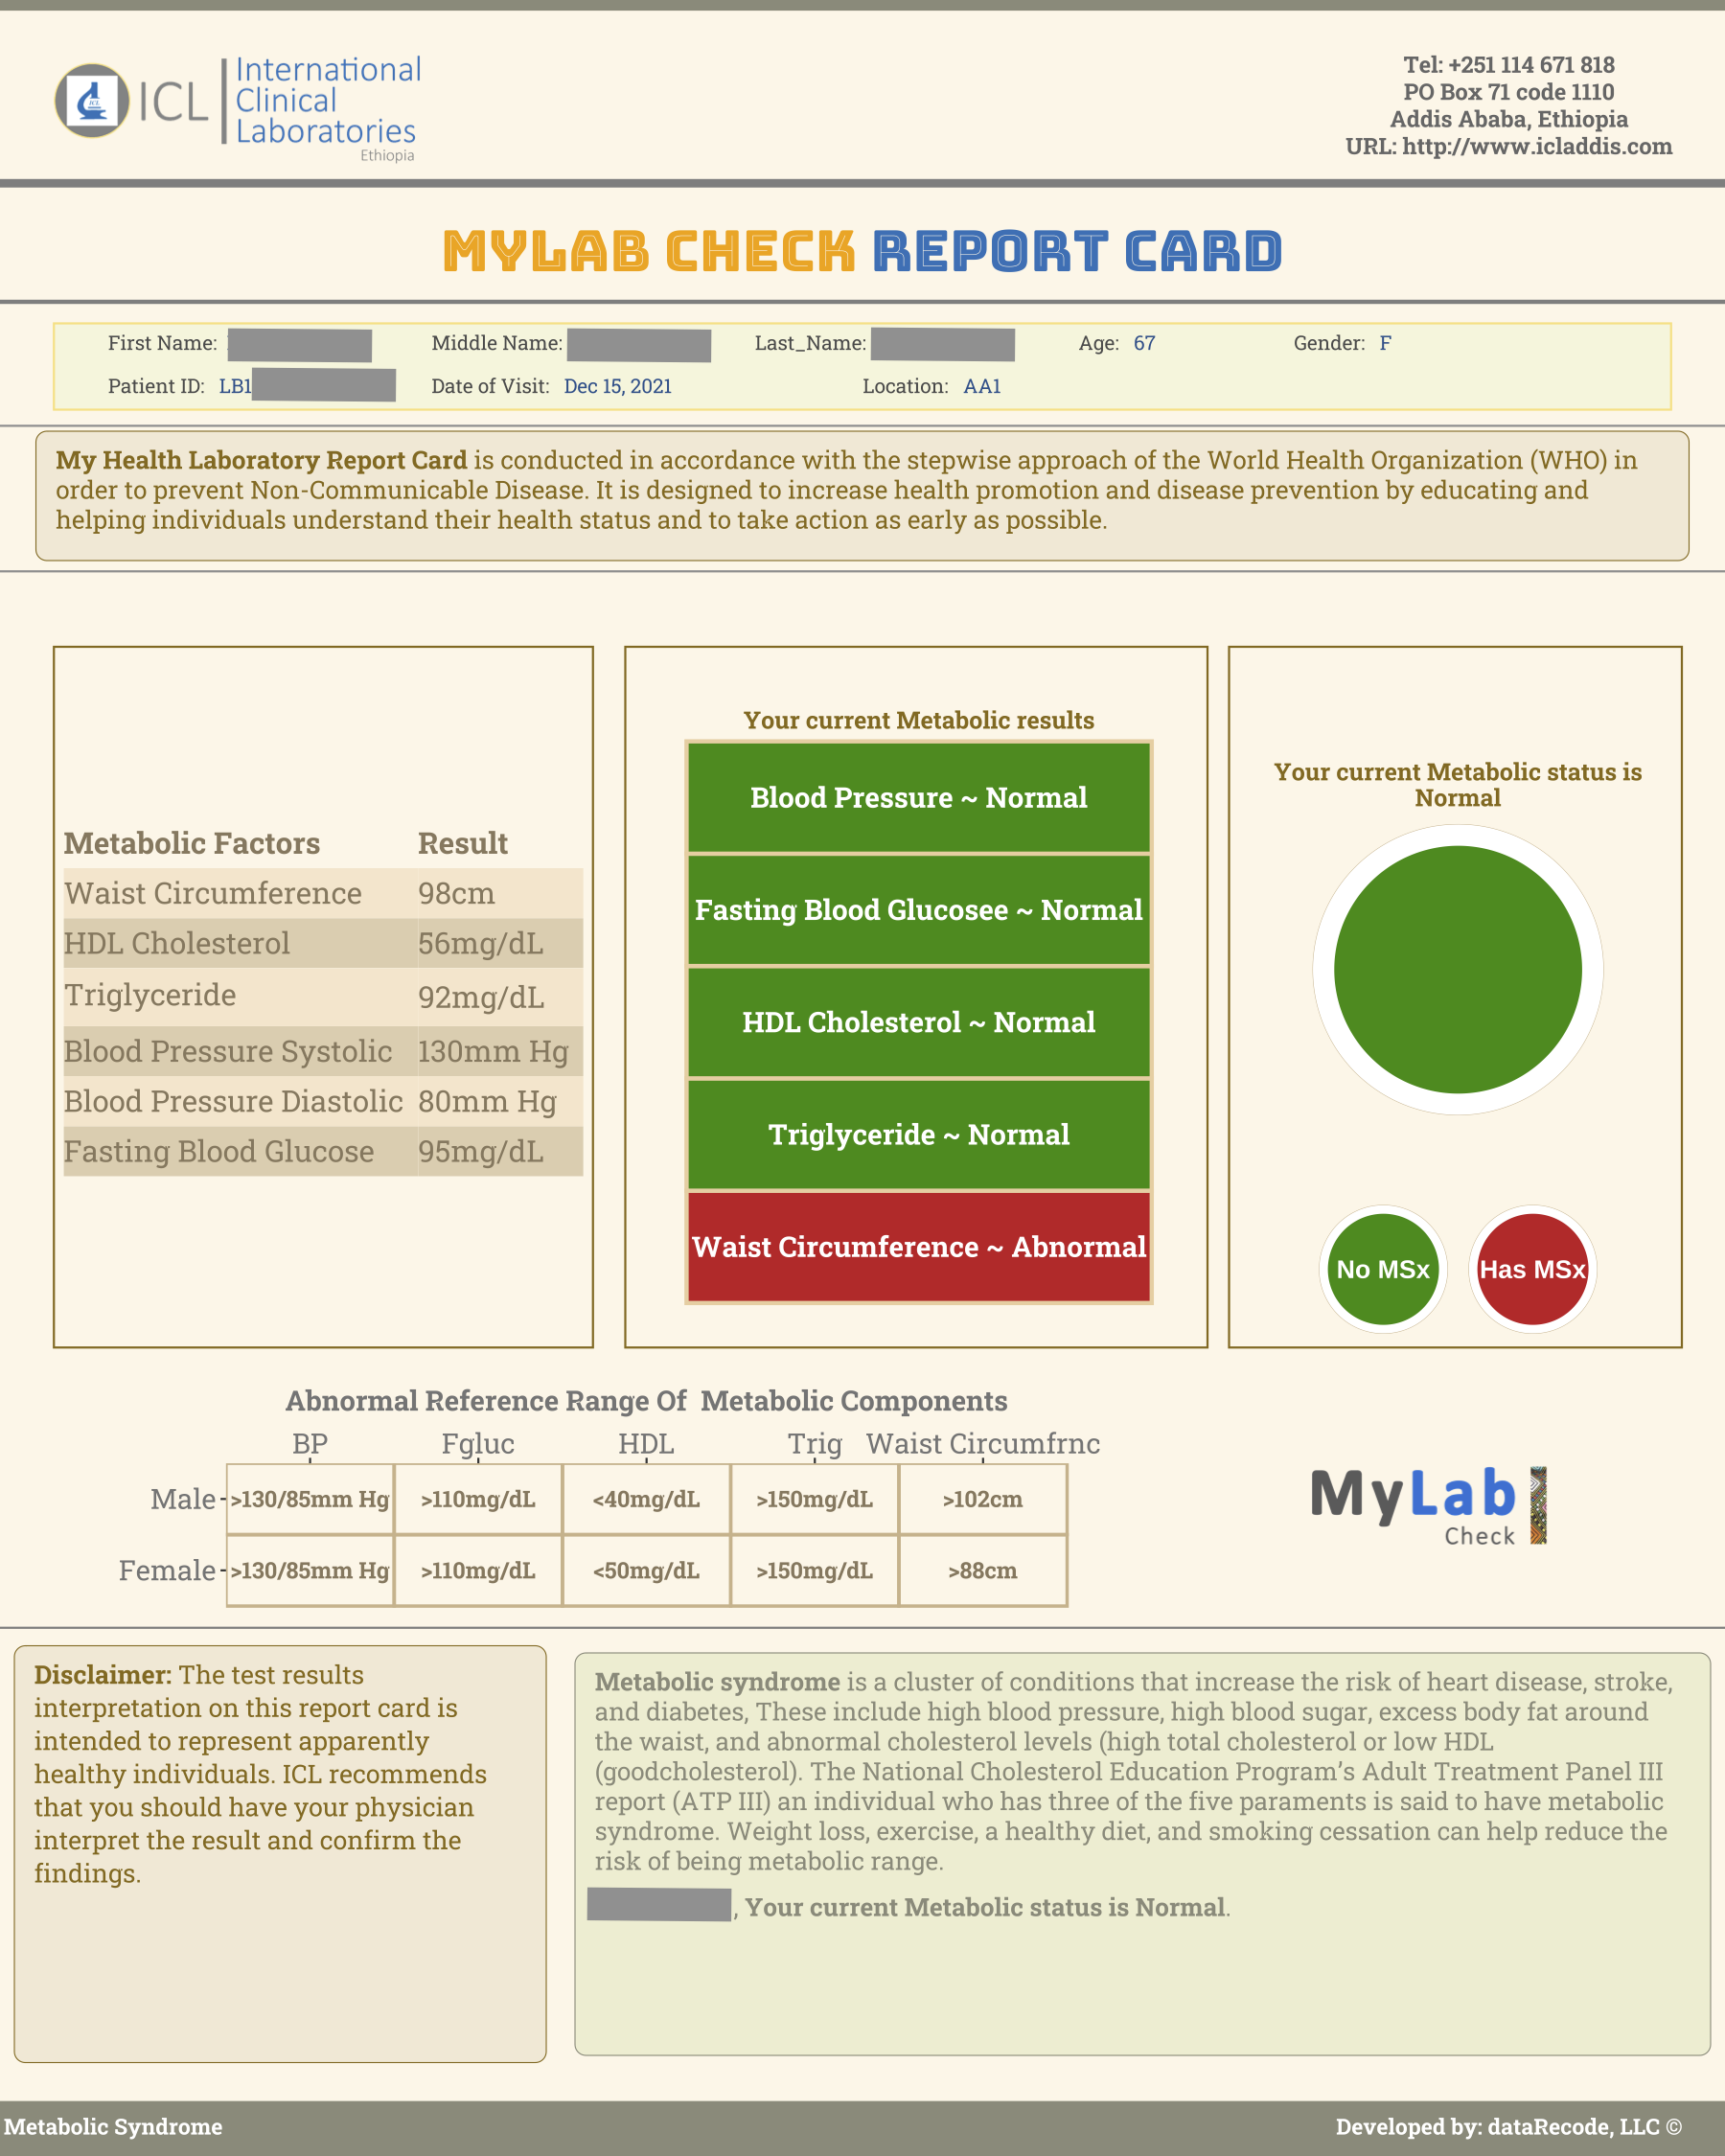 ICL
International
Clinical
Laboratories
Ethiopia
Tel: +251 114 671 818
PO Box 71 code 1110
Addis Ababa, Ethiopia
URL: http://www.icladdis.com
MYLAB CHECK REPORT CARD
First Name: Middle Name: Last_Name: Age: 67 Gender: F
Patient ID: LB1 Date of Visit: Dec 15, 2021 Location: AA1
My Health Laboratory Report Card is conducted in accordance with the stepwise approach of the World Health Organization (WHO) in
order to prevent Non-Communicable Disease. It is designed to increase health promotion and disease prevention by educating and
helping individuals understand their health status and to take action as early as possible.
Metabolic Factors Result
Waist Circumference 98cm
HDL Cholesterol 56mg/dL
Triglyceride 92mg/dL
Blood Pressure Systolic 130mm Hg
Blood Pressure Diastolic 80mm Hg
Fasting Blood Glucose 95mg/dL
Your current Metabolic results
Blood Pressure ~ Normal
Fasting Blood Glucosee ~ Normal
HDL Cholesterol ~ Normal
Triglyceride ~ Normal
Waist Circumference ~ Abnormal
Your current Metabolic status is
Normal
No MSx
Has MSx
Abnormal Reference Range Of Metabolic Components
BP Fgluc HDL Trig Waist Circumfrnc
Male >130/85mm Hg >110mg/dL <40mg/dL >150mg/dL >102cm
Female >130/85mm Hg >110mg/dL <50mg/dL >150mg/dL >88cm
MyLab
Check
Disclaimer: The test results
interpretation on this report card is
intended to represent apparently
healthy individuals. ICL recommends
that you should have your physician
interpret the result and confirm the
findings.
Metabolic syndrome is a cluster of conditions that increase the risk of heart disease, stroke,
and diabetes, These include high blood pressure, high blood sugar, excess body fat around
the waist, and abnormal cholesterol levels (high total cholesterol or low HDL
(goodcholesterol). The National Cholesterol Education Program's Adult Treatment Panel III
report (ATP III) an individual who has three of the five paraments is said to have metabolic
syndrome. Weight loss, exercise, a healthy diet, and smoking cessation can help reduce the
risk of being metabolic range.
, Your current Metabolic status is Normal.
Metabolic Syndrome
Developed by: dataRecode, LLC ©